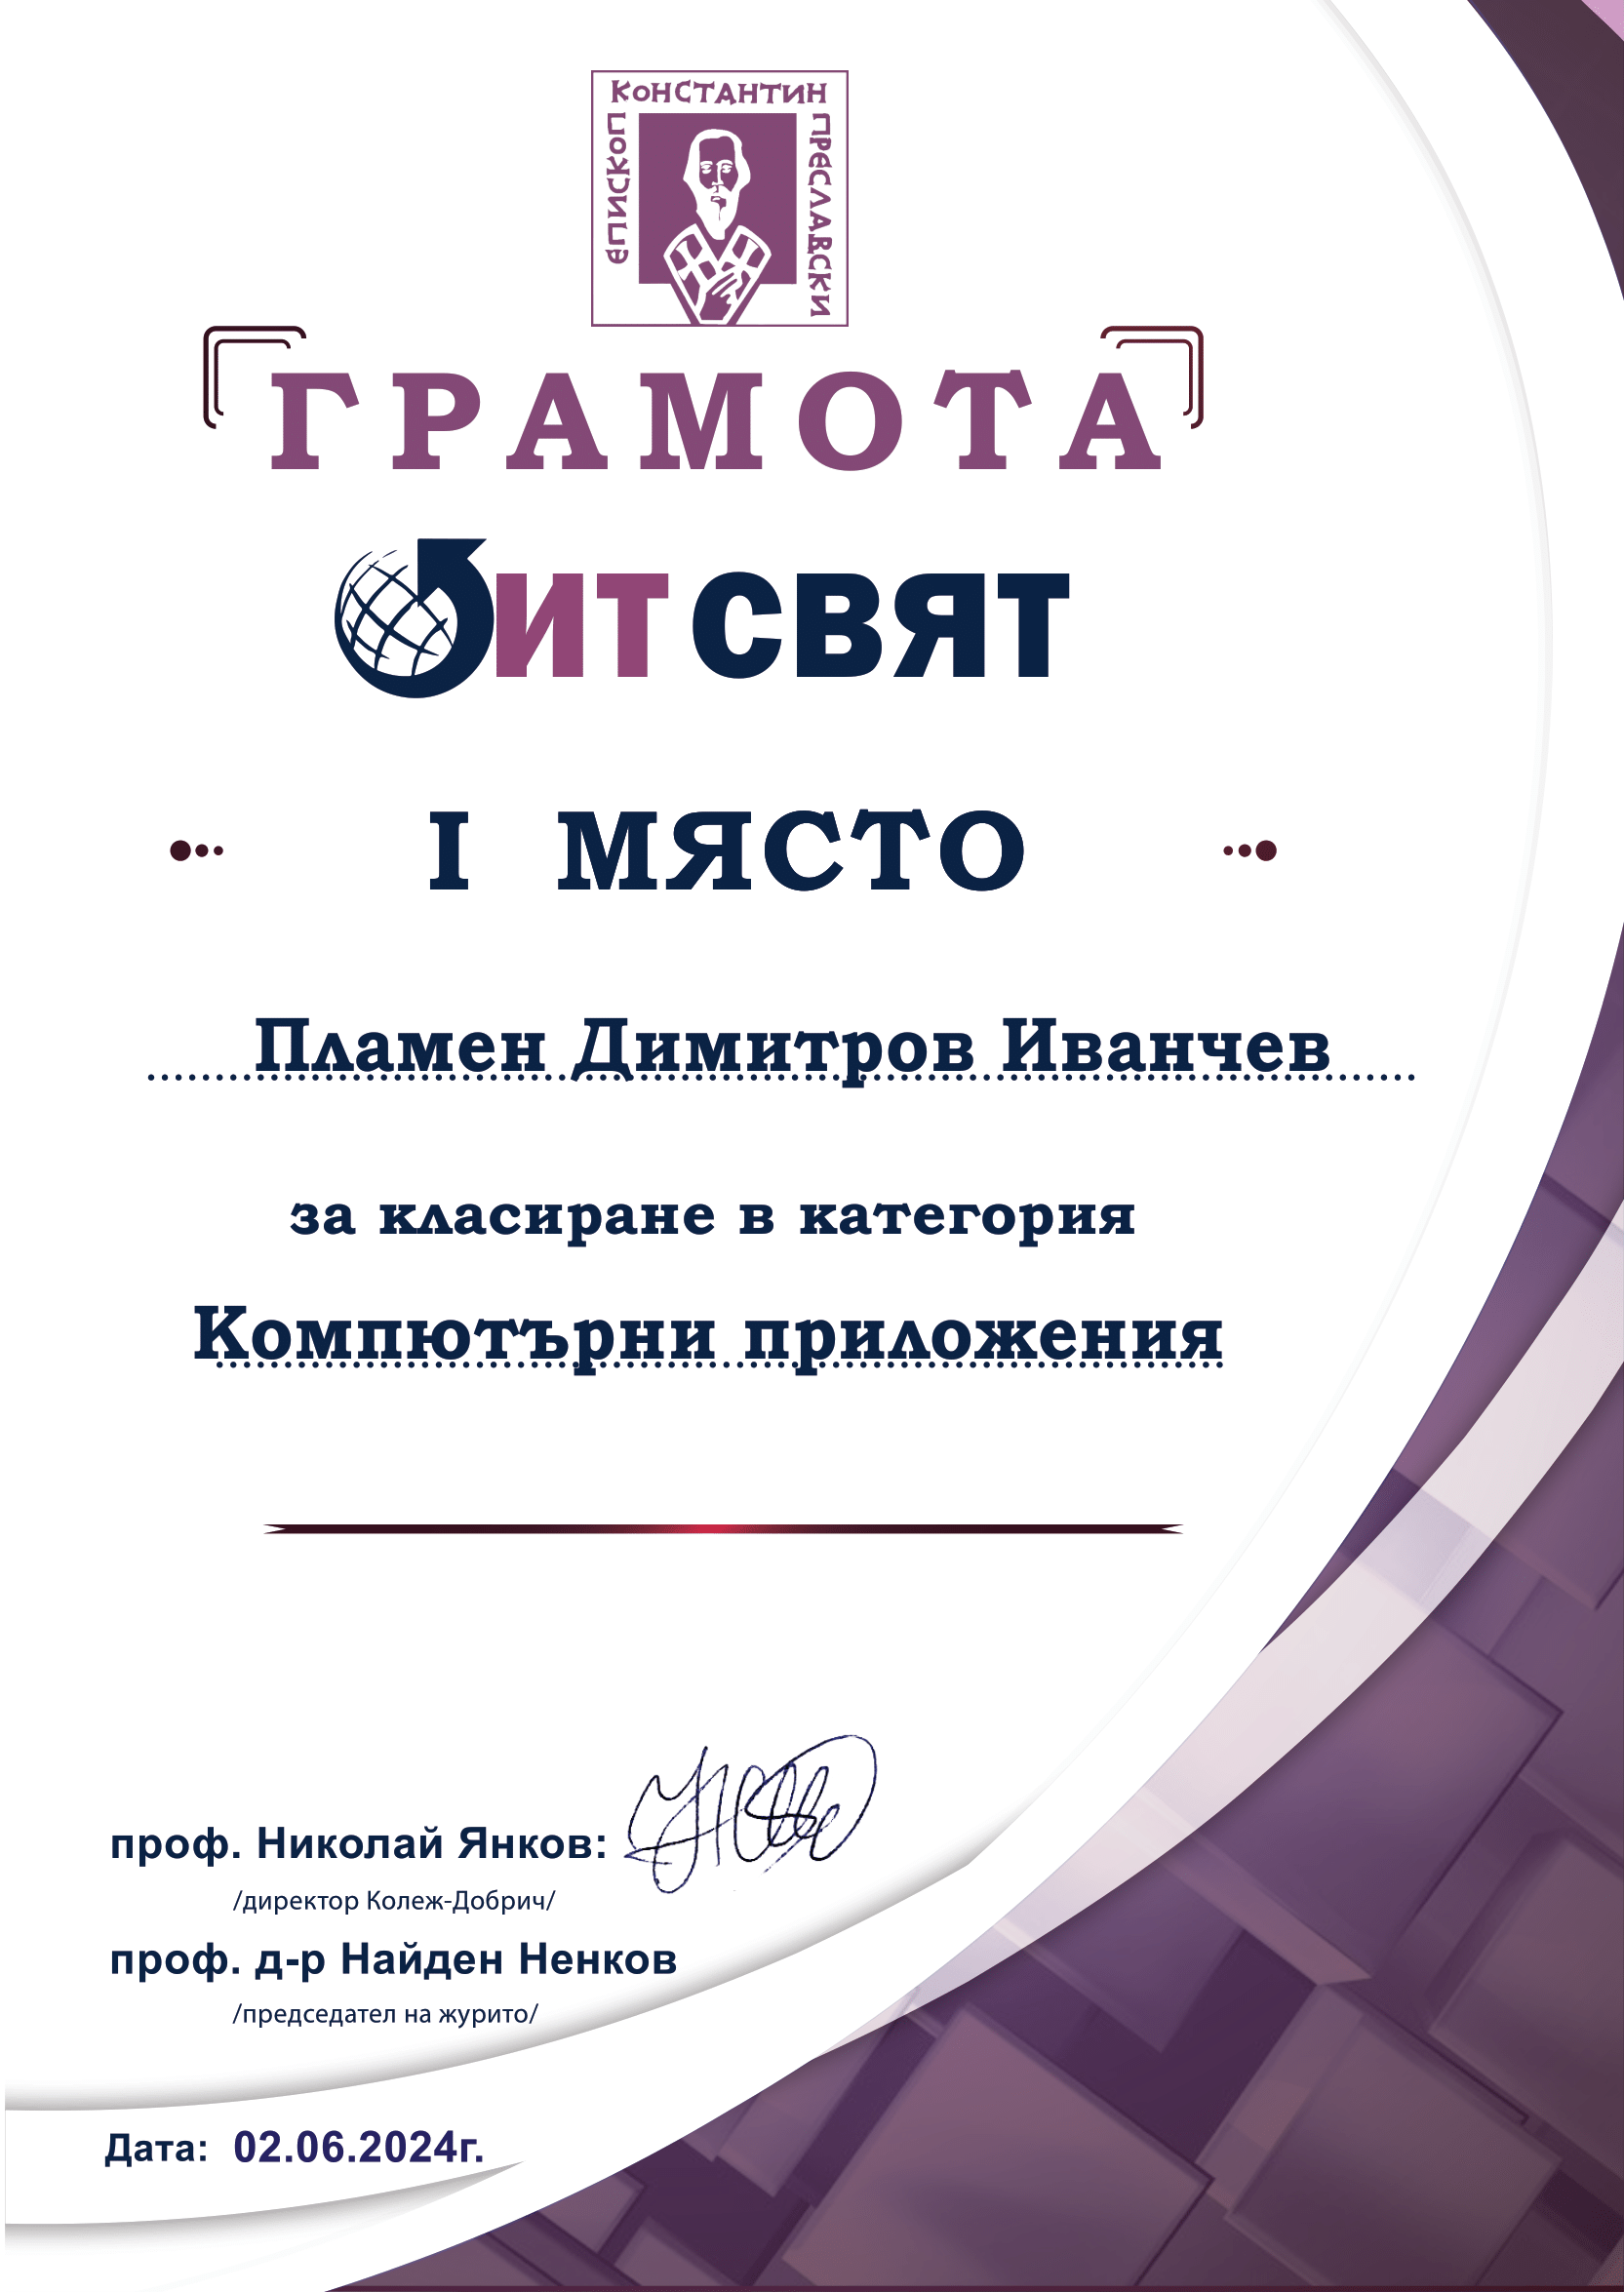 КОНСТАНТИН
ЕПИСКОП
ПРЕСЛАВСКИ
ГРАМОТА
ИТ СВЯТ
I МЯСТО
Пламен Димитров Иванчев
за класиране в категория
Компютърни приложения
проф. Николай Янков:
/директор Колеж-Добрич/
проф. д-р Найден Ненков
/председател на журито/
Дата: 02.06.2024г.